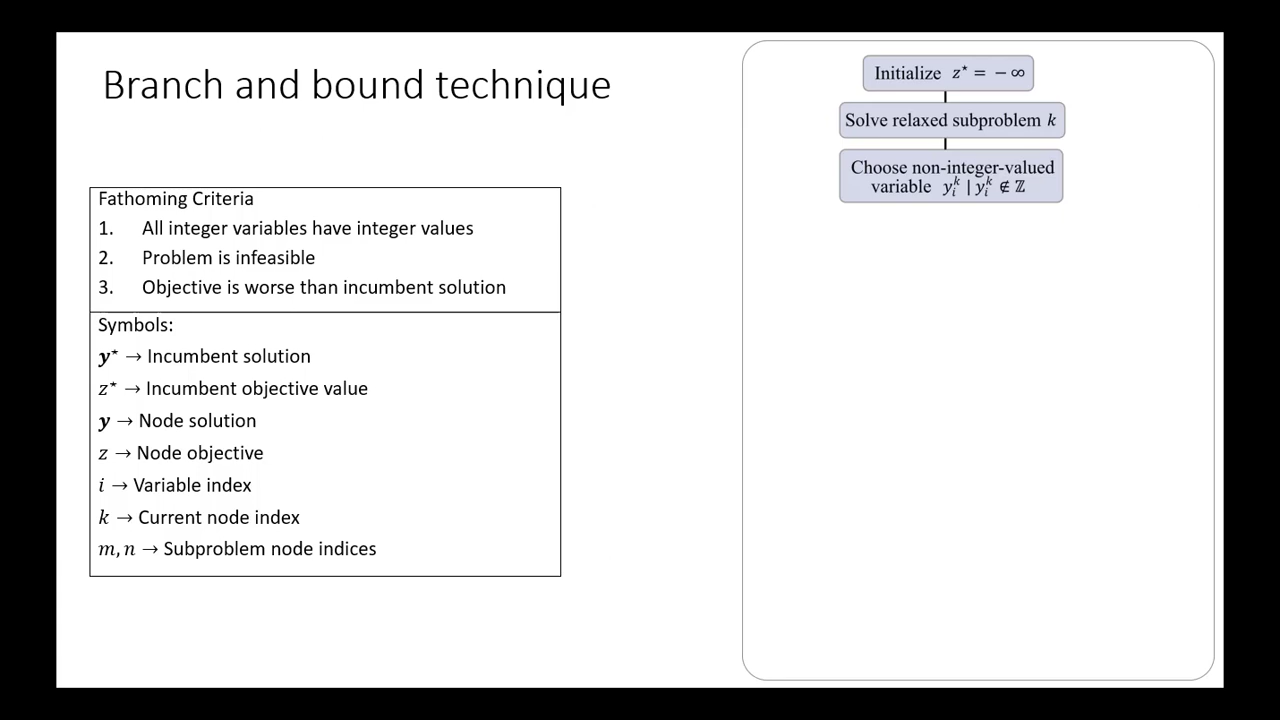 Branch and bound technique
Fathoming Criteria
1. All integer variables have integer values
2. Problem is infeasible
3. Objective is worse than incumbent solution
Symbols:
y* → Incumbent solution
z* → Incumbent objective value
y → Node solution
z → Node objective
i → Variable index
k → Current node index
m, n → Subproblem node indices
Initialize z* = − ∞
Solve relaxed subproblem k
Choose non-integer-valued
variable y_i^k | y_i^k ∉ ℤ